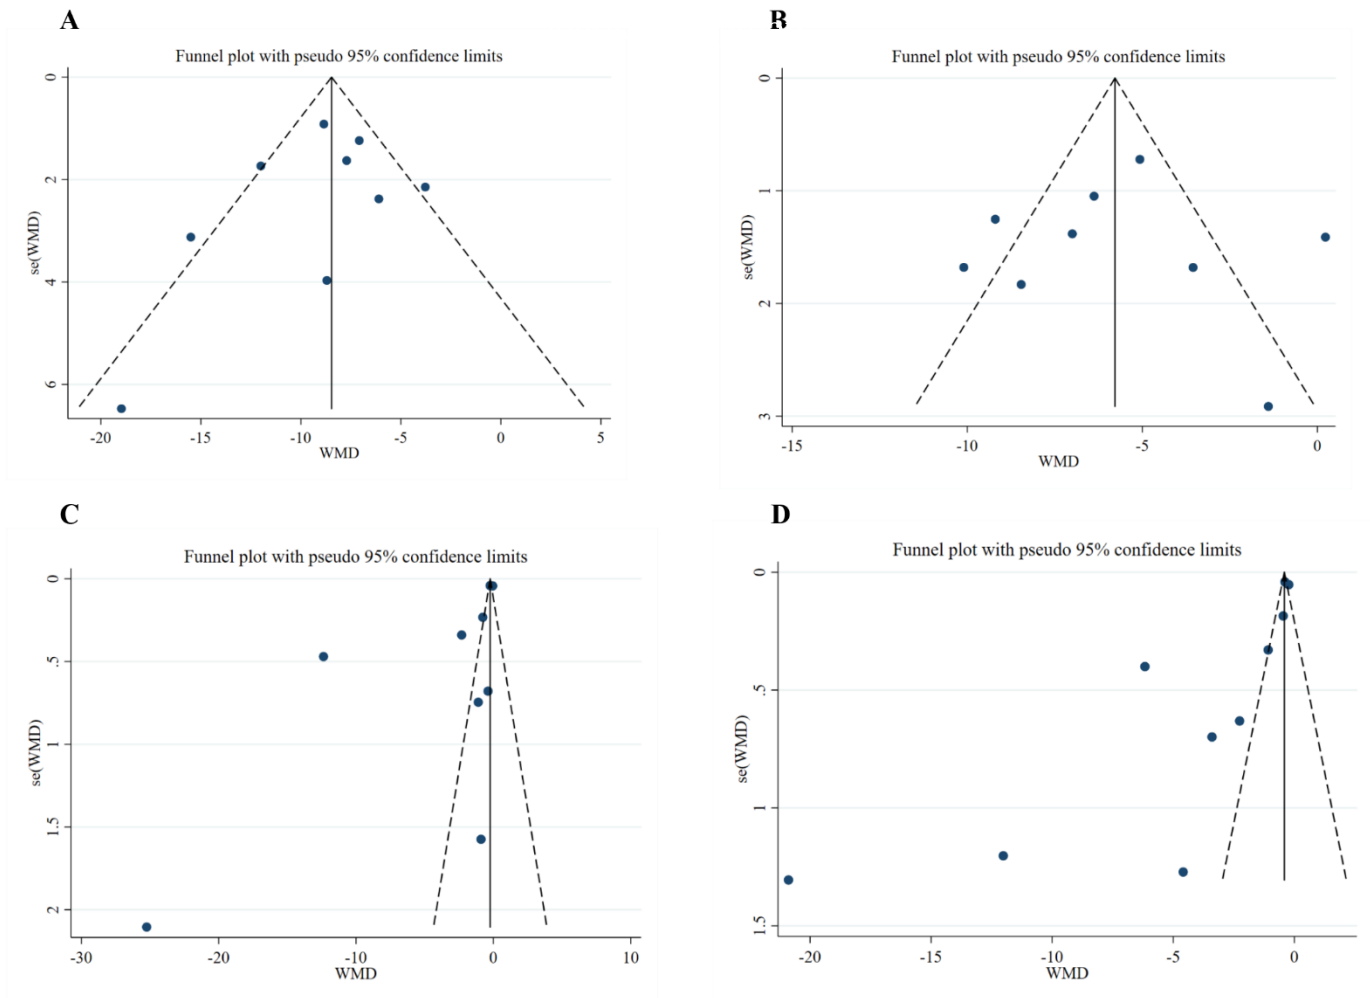 A
Funnel plot with pseudo 95% confidence limits
se(WMD)
0
2
4
6
-20
-15
-10
-5
0
5
WMD
B
Funnel plot with pseudo 95% confidence limits
se(WMD)
0
1
2
3
-15
-10
-5
0
WMD
C
Funnel plot with pseudo 95% confidence limits
se(WMD)
0
.5
1
1.5
2
-30
-20
-10
0
10
WMD
D
Funnel plot with pseudo 95% confidence limits
se(WMD)
0
.5
1
1.5
-20
-15
-10
-5
0
WMD